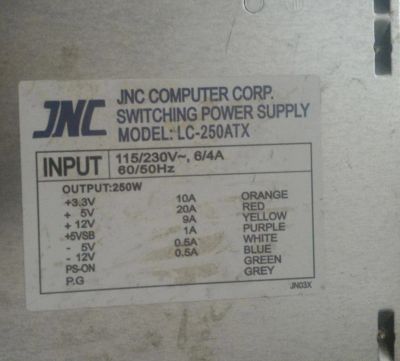 JNC
JNC COMPUTER CORP.
SWITCHING POWER SUPPLY
MODEL: LC-250ATX
INPUT 115/230V~, 6/4A
60/50Hz
OUTPUT:250W
+3.3V 10A ORANGE
+ 5V 20A RED
+ 12V 9A YELLOW
+5VSB 1A PURPLE
- 5V 0.5A WHITE
- 12V 0.5A BLUE
PS-ON GREEN
P.G GREY
JN03X